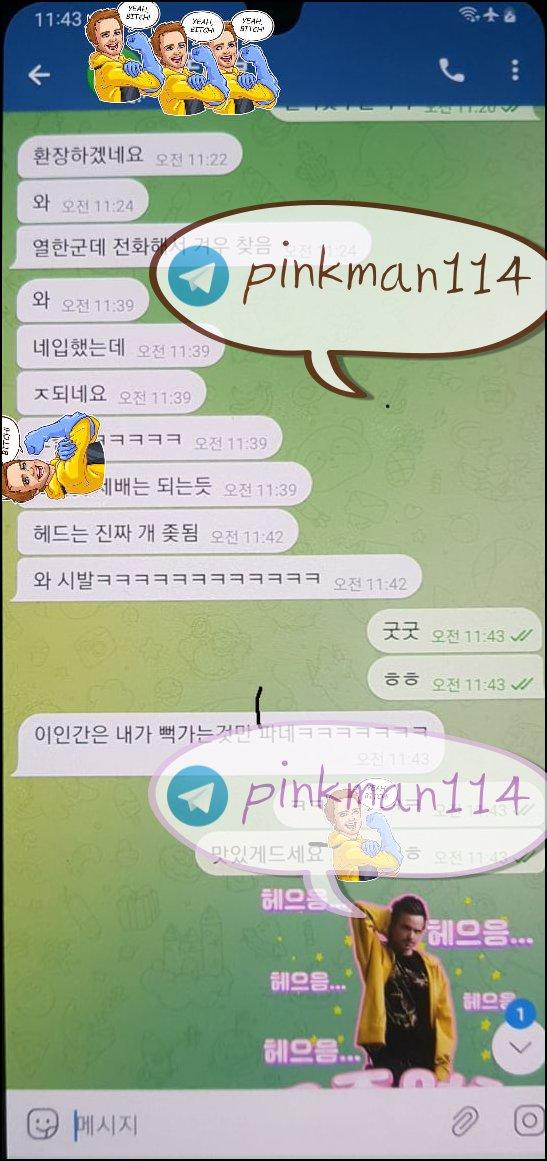 11:43
YEAH, BITCH!
YEAH, BITCH!
YEAH, BITCH!
오전 11:20
환장하겠네요 오전 11:22
와 오전 11:24
열한군데 전화해서 겨우 찾음 오전 11:24
pinkman114
와 오전 11:39
네입했는데 오전 11:39
ㅈ되네요 오전 11:39
BITCH!
ㅋㅋㅋㅋㅋ 오전 11:39
세배는 되는듯 오전 11:39
헤드는 진짜 개 좆됨 오전 11:42
와 시발ㅋㅋㅋㅋㅋㅋㅋㅋㅋㅋㅋㅋ 오전 11:42
굿굿 오전 11:43
ㅎㅎ 오전 11:43
이인간은 내가 뻑가는것만 파네ㅋㅋㅋㅋㅋㅋㅋ
오전 11:43
pinkman114
맛있게드세요 ㅎ 오전 11:43
헤으응...
헤으응...
헤으응...
헤으응
헤으응...
1
메시지